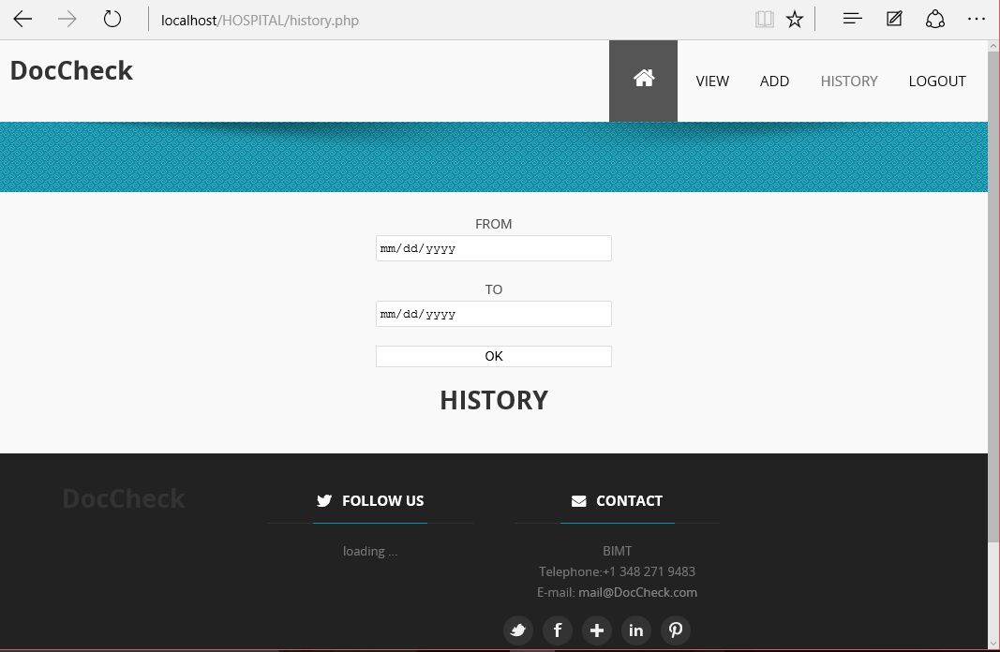 localhost/HOSPITAL/history.php
DocCheck
VIEW ADD HISTORY LOGOUT
FROM
mm/dd/yyyy
TO
mm/dd/yyyy
OK
HISTORY
DocCheck
FOLLOW US
loading ...
CONTACT
BIMT
Telephone:+1 348 271 9483
E-mail: mail@DocCheck.com